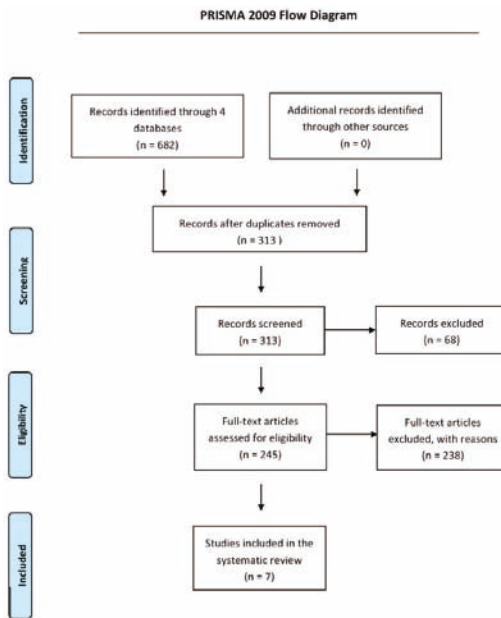 PRISMA 2009 Flow Diagram
Identification
Records identified through 4
databases
(n = 682)
Additional records identified
through other sources
(n = 0)
Records after duplicates removed
(n = 313 )
Screening
Records screened
(n = 313)
Records excluded
(n = 68)
Eligibility
Full-text articles
assessed for eligibility
(n = 245)
Full-text articles
excluded, with reasons
(n = 238)
Included
Studies included in the
systematic review
(n = 7)